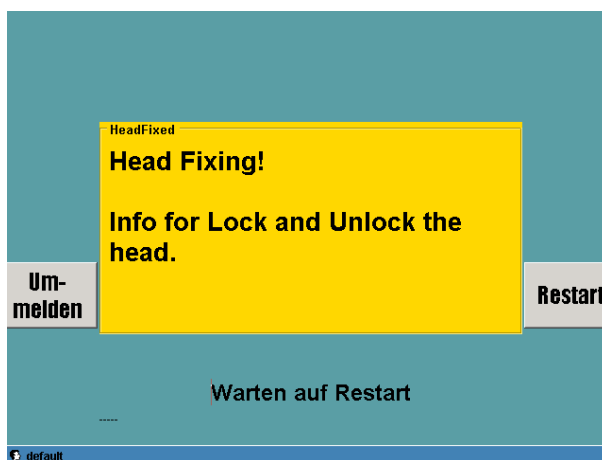 HeadFixed
Head Fixing!
Info for Lock and Unlock the
head.
Um-
melden
Restart
Warten auf Restart
-----
default